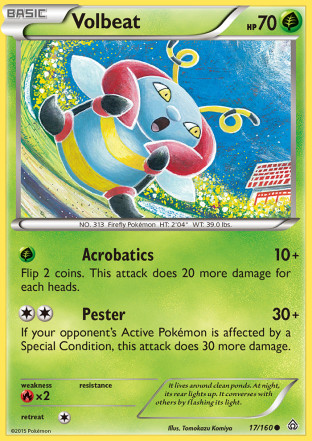 BASIC
Volbeat
HP70
NO. 313 Firefly Pokémon HT: 2'04" WT: 39.0 lbs.
Acrobatics 10+
Flip 2 coins. This attack does 20 more damage for
each heads.
Pester 30+
If your opponent's Active Pokémon is affected by a
Special Condition, this attack does 30 more damage.
weakness resistance
×2
retreat
It lives around clean ponds. At night,
its rear lights up. It converses with
others by flashing its light.
©2015 Pokémon
Illus. Tomokazu Komiya
17/160